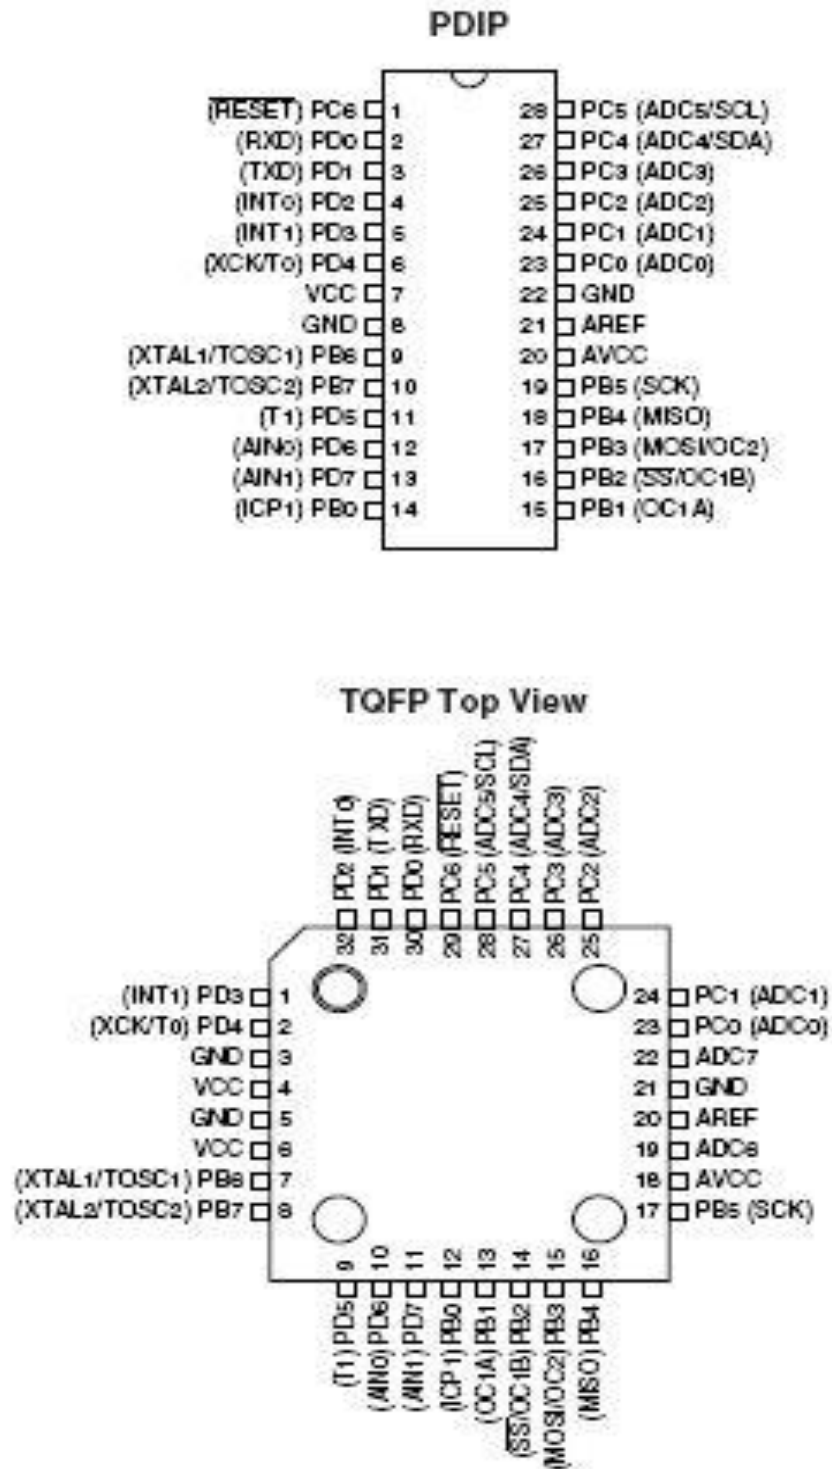 PDIP
(RESET) PC6 1 28 PC5 (ADC5/SCL)
(RXD) PD0 2 27 PC4 (ADC4/SDA)
(TXD) PD1 3 26 PC3 (ADC3)
(INT0) PD2 4 25 PC2 (ADC2)
(INT1) PD3 5 24 PC1 (ADC1)
(XCK/T0) PD4 6 23 PC0 (ADC0)
VCC 7 22 GND
GND 8 21 AREF
(XTAL1/TOSC1) PB6 9 20 AVCC
(XTAL2/TOSC2) PB7 10 19 PB5 (SCK)
(T1) PD5 11 18 PB4 (MISO)
(AIN0) PD6 12 17 PB3 (MOSI/OC2)
(AIN1) PD7 13 16 PB2 (SS/OC1B)
(ICP1) PB0 14 15 PB1 (OC1A)
TQFP Top View
32 PD2 (INT0)
31 PD1 (TXD)
30 PD0 (RXD)
29 PC6 (RESET)
28 PC5 (ADC5/SCL)
27 PC4 (ADC4/SDA)
26 PC3 (ADC3)
25 PC2 (ADC2)
(INT1) PD3 1 24 PC1 (ADC1)
(XCK/T0) PD4 2 23 PC0 (ADC0)
GND 3 22 ADC7
VCC 4 21 GND
GND 5 20 AREF
VCC 6 19 ADC6
(XTAL1/TOSC1) PB6 7 18 AVCC
(XTAL2/TOSC2) PB7 8 17 PB5 (SCK)
(T1) PD5 9
(AIN0) PD6 10
(AIN1) PD7 11
(ICP1) PB0 12
(OC1A) PB1 13
(SS/OC1B) PB2 14
(MOSI/OC2) PB3 15
(MISO) PB4 16